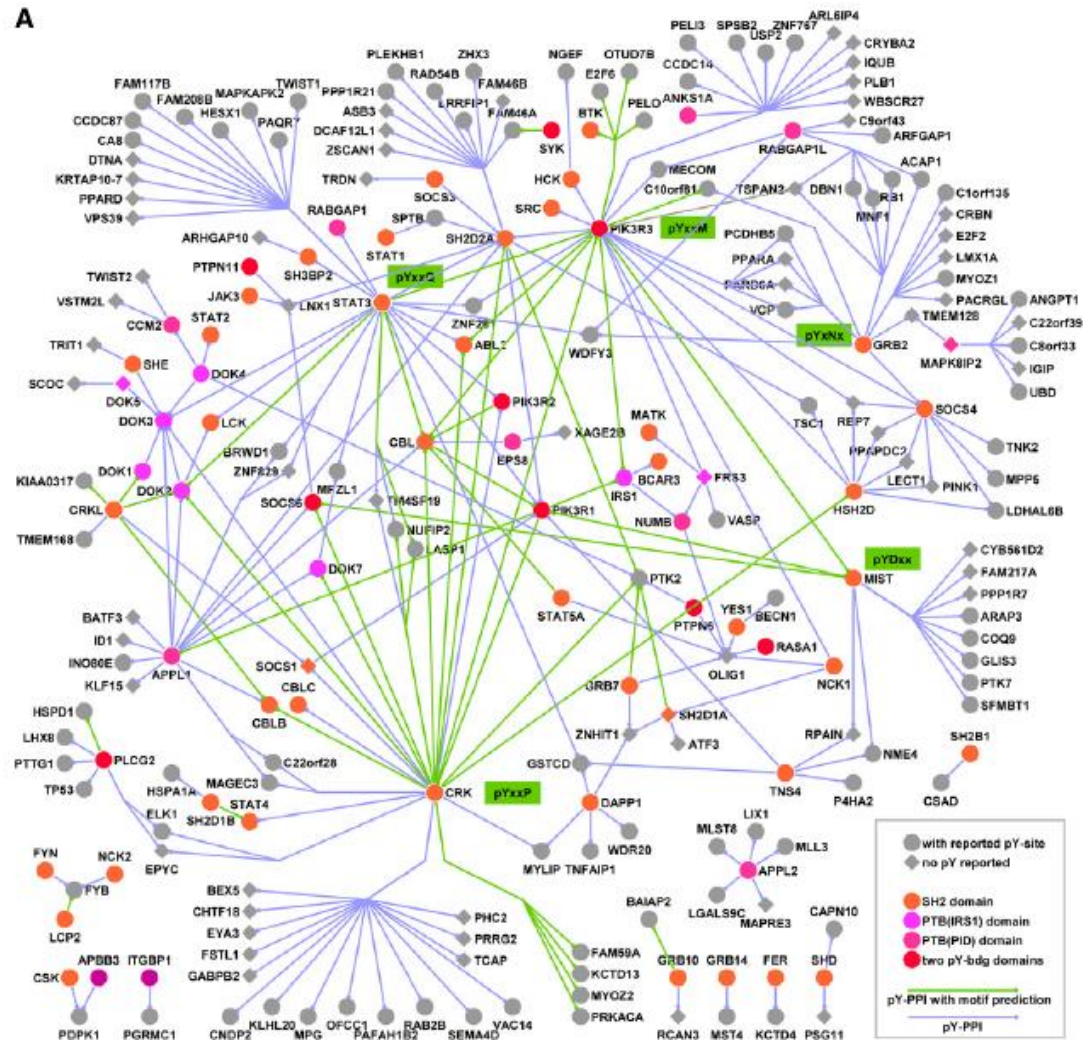 A
PELI3
SPSB2
USP2
ZNF767
ARL6IP4
CRYBA2
IQUB
PLB1
WBSCR27
C9orf43
ARFGAP1
CCDC14
ANKS1A
RABGAP1L
NGEF
OTUD7B
E2F6
BTK
PELO
PLEKHB1
RAD54B
ZHX3
FAM46B
LRRFIP1
FAM46A
PPP1R21
ASB3
DCAF12L1
ZSCAN1
SYK
FAM117B
FAM208B
MAPKAPK2
TWIST1
HESX1
CCDC87
CA8
DTNA
KRTAP10-7
PPARD
VPS39
TRDN
SOCS3
HCK
SRC
MECOM
C10orf81
DBN1
RB1
MNF1
ACAP1
C1orf135
CRBN
E2F2
LMX1A
MYOZ1
PACRGL
RABGAP1
SPTB
STAT1
SH2D2A
PIK3R3
pYxxM
PCDHB5
PPARA
VCP
ARHGAP10
SH3BP2
PTPN11
JAK3
LNX1
pYxxQ
STAT3
ABL2
WDFY3
pYxNx
GRB2
TMEM128
MAPK8IP2
ANGPT1
C22orf39
C8orf33
IGIP
UBD
TWIST2
VSTM2L
CCM2
STAT2
TRIT1
SHE
SCOC
DOK4
DOK5
DOK3
LCK
PIK3R2
CBL
EPS8
XAGE2B
MATK
BCAR3
IRS1
FRS3
NUMB
VASP
TSC1
REP7
PPAPDC2
LECT1
PINK1
SOCS4
TNK2
MPP5
LDHAL6B
HSH2D
BRWD1
ZNF829
DOK1
DOK2
KIAA0317
CRKL
TMEM168
SOCS6
TM4SF19
NUFIP2
LASP1
PIK3R1
DOK7
PTK2
pYDxx
MIST
CYB561D2
FAM217A
PPP1R7
ARAP3
COQ9
GLIS3
PTK7
SFMBT1
BATF3
ID1
INO80E
KLF15
APPL1
STAT5A
YES1
BECN1
PTPN6
RASA1
OLIG1
NCK1
SOCS1
CBLC
CBLB
GRB7
SH2D1A
ATF3
ZNHIT1
RPAIN
NME4
HSPD1
LHX8
PTTG1
TP53
PLCG2
C22orf28
MAGEC3
HSPA1A
STAT4
SH2D1B
ELK1
EPYC
CRK
pYxxP
GSTCD
DAPP1
WDR20
MYLIP
TNFAIP1
TNS4
P4HA2
SH2B1
CSAD
FYN
NCK2
FYB
LCP2
CSK
APBB3
ITGBP1
PDPK1
PGRMC1
BEX5
CHTF18
EYA3
FSTL1
GABPB2
PHC2
PRRG2
TCAP
CNDP2
KLHL20
MPG
OFCC1
PAFAH1B2
RAB2B
SEMA4D
VAC14
FAM59A
KCTD13
MYOZ2
PRKACA
MLST8
LIX1
MLL3
APPL2
LGALS9C
MAPRE3
BAIAP2
CAPN10
GRB10
GRB14
FER
SHD
RCAN3
MST4
KCTD4
PSG11
with reported pY-site
no pY reported
SH2 domain
PTB(IRS1) domain
PTB(PID) domain
two pY-bdg domains
pY-PPI with motif prediction
pY-PPI